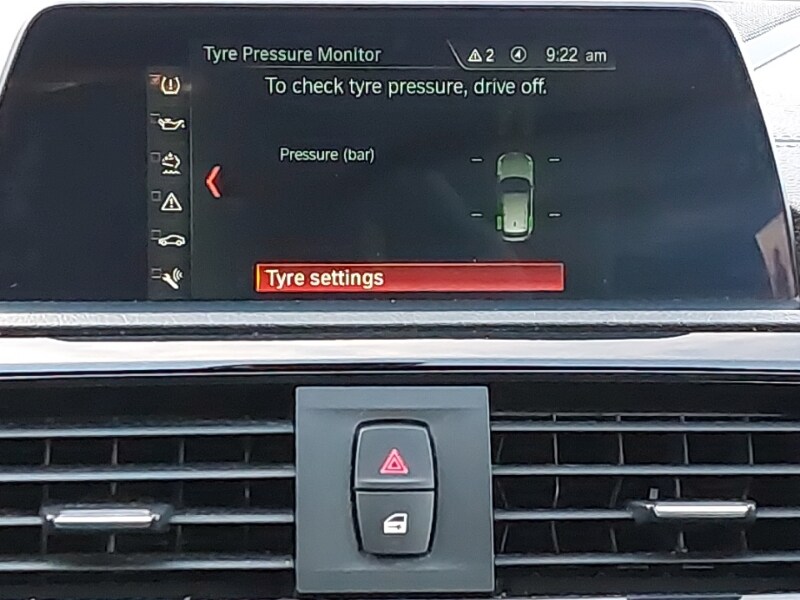 Tyre Pressure Monitor
2
9:22 am
To check tyre pressure, drive off.
Pressure (bar)
-- --
-- --
Tyre settings